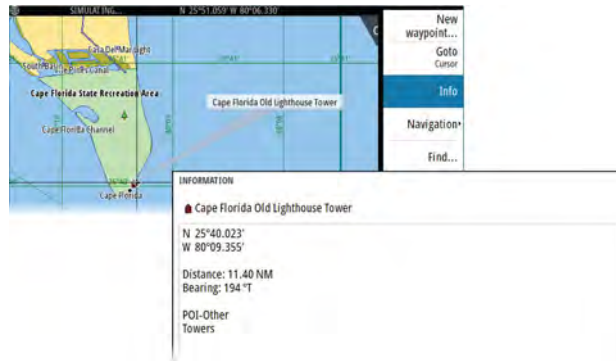 SIMULATING... N 25°51.059' W 80°06.330'
New
waypoint...
Goto
Cursor
Info
Navigation
Find...
Cape Florida State Recreation Area
Cape Florida Channel
Cape Florida Old Lighthouse Tower
Cape Florida
INFORMATION
Cape Florida Old Lighthouse Tower
N 25°40.023'
W 80°09.355'
Distance: 11.40 NM
Bearing: 194 °T
POI-Other
Towers